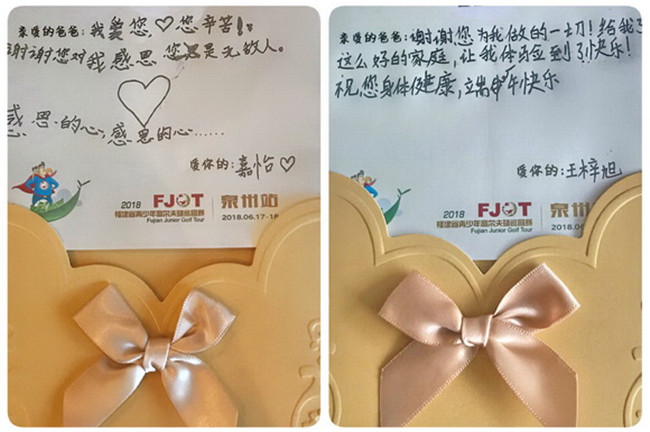 亲爱的爸爸：我爱您，♡您辛苦！
谢谢您对我感恩 您是无敌人。
感恩的心，感恩的心……
爱你的：嘉怡♡
2018 FJOT 泉州站
福建省青少年高尔夫球巡回赛
Fujian Junior Golf Tour
2018.06.17-18
亲爱的爸爸：谢谢您为我做的一切！给我
这么好的家庭，让我体验到了快乐！
祝您身体健康，端午快乐
爱你的：王梓旭
2018 FJOT 泉州
福建省青少年高尔夫球巡回赛
Fujian Junior Golf Tour
2018.06